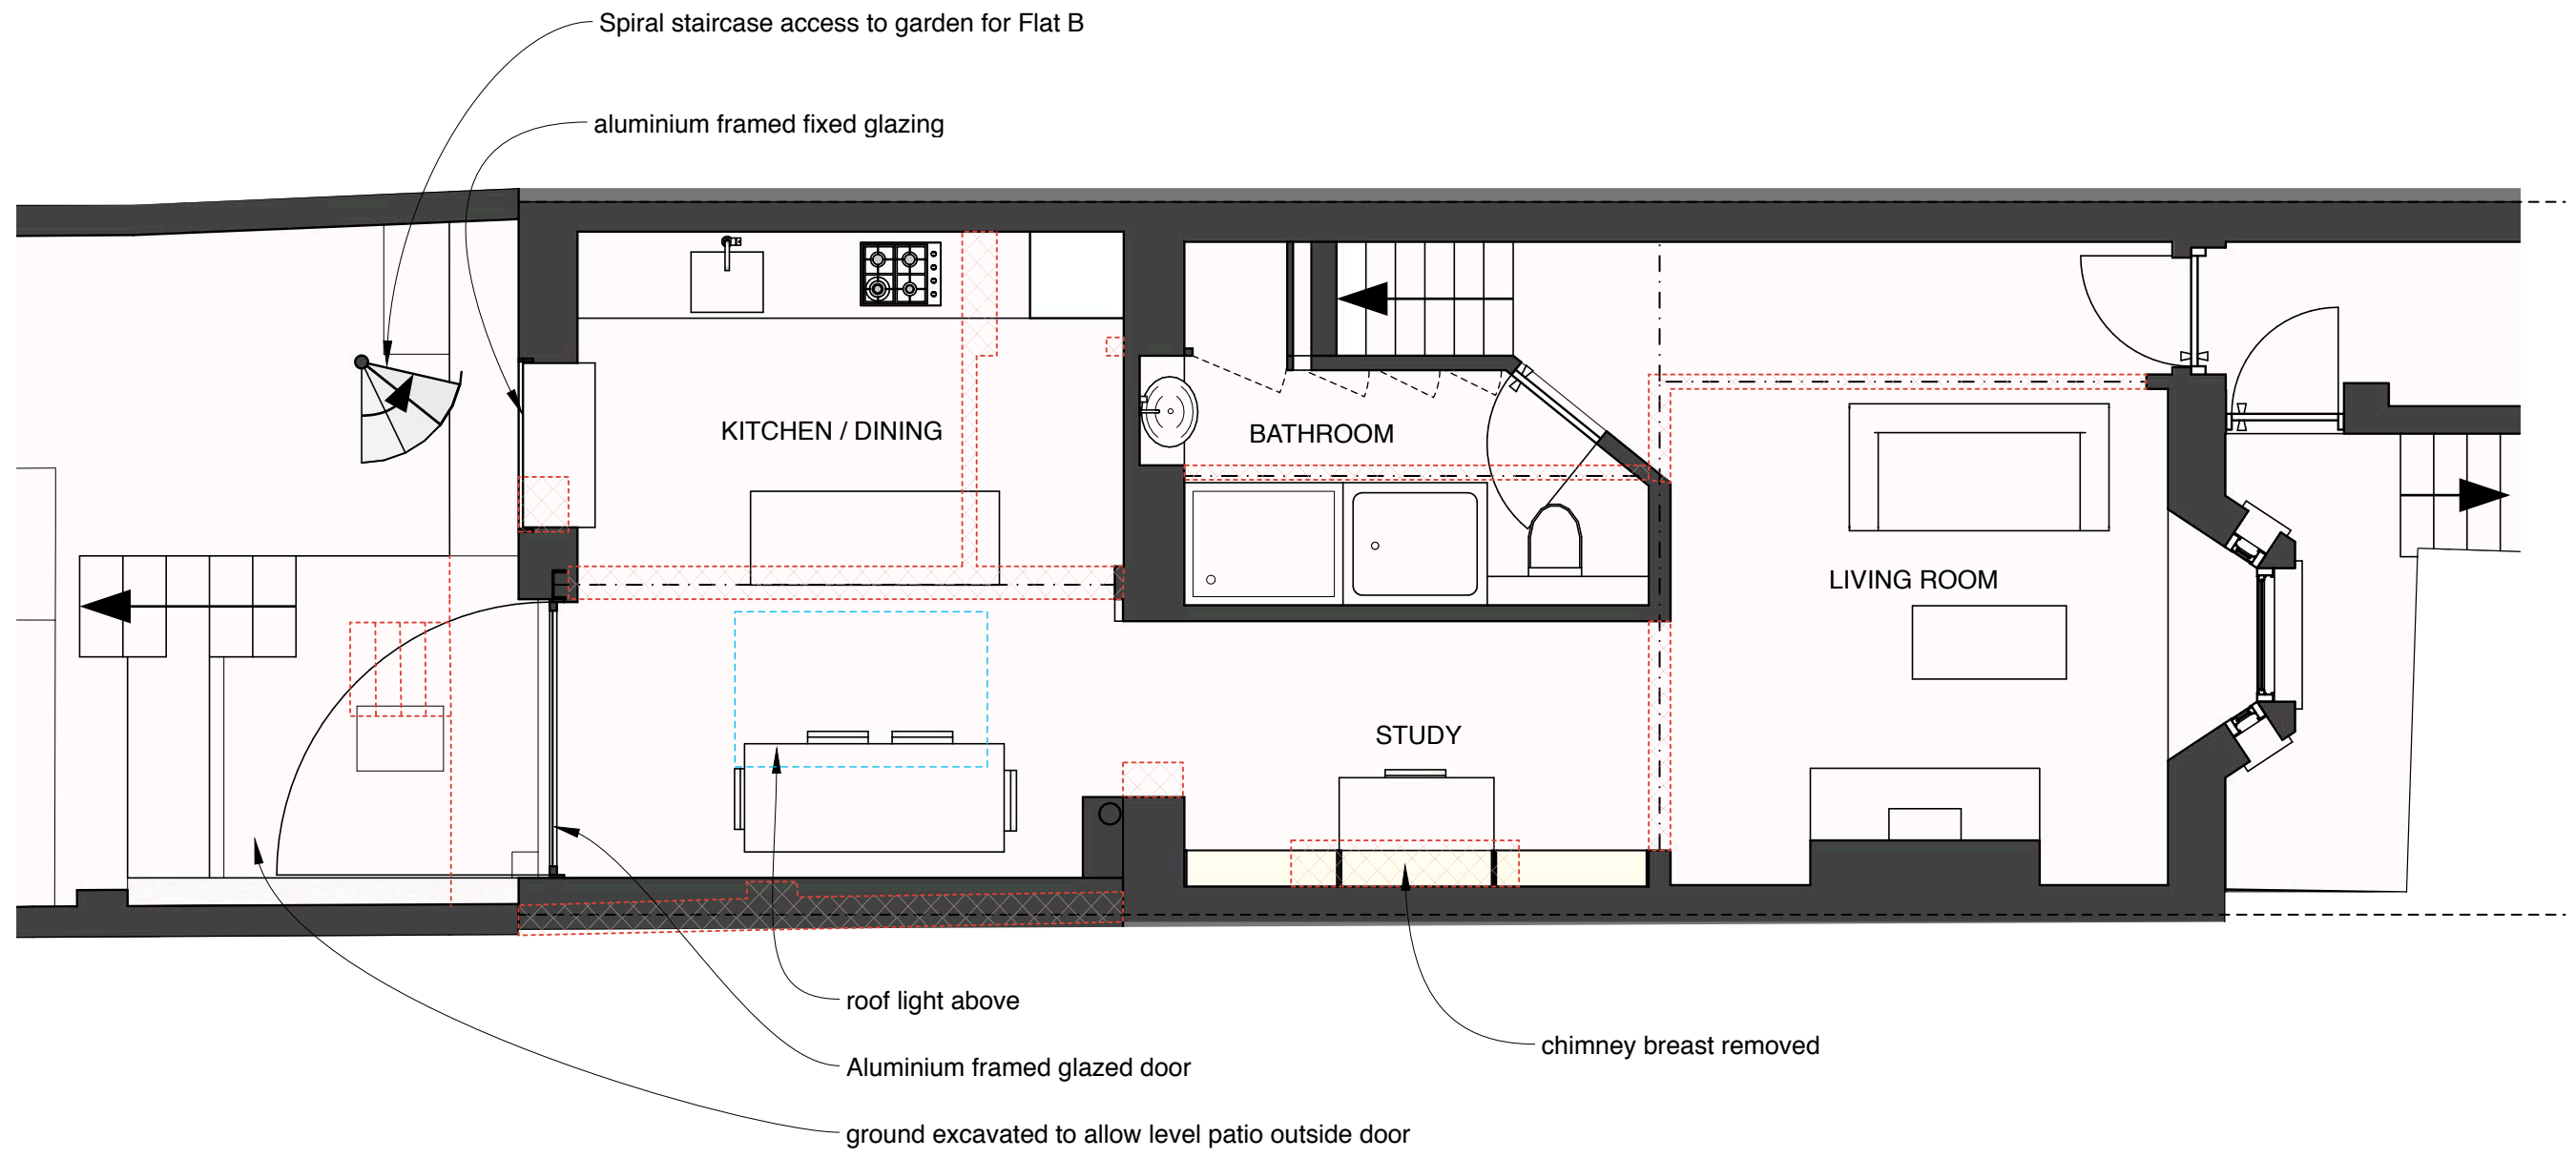 Spiral staircase access to garden for Flat B
aluminium framed fixed glazing
KITCHEN / DINING
BATHROOM
LIVING ROOM
STUDY
roof light above
chimney breast removed
Aluminium framed glazed door
ground excavated to allow level patio outside door